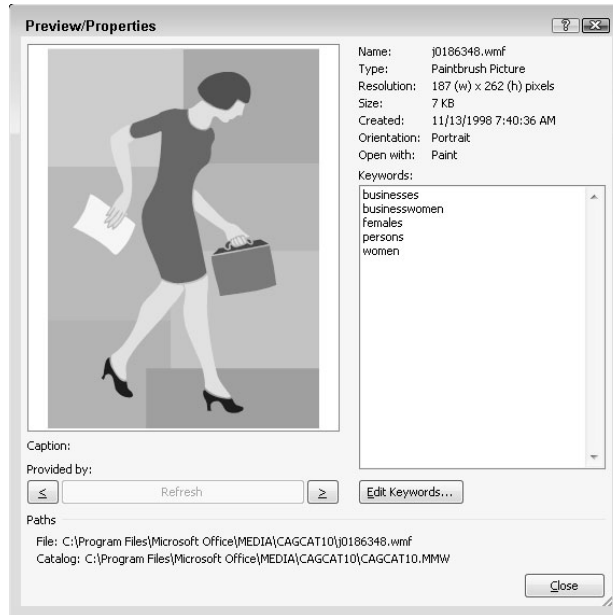 Preview/Properties
?
Name: j0186348.wmf
Type: Paintbrush Picture
Resolution: 187 (w) x 262 (h) pixels
Size: 7 KB
Created: 11/13/1998 7:40:36 AM
Orientation: Portrait
Open with: Paint
Keywords:
businesses
businesswomen
females
persons
women
Caption:
Provided by:
< Refresh >
Edit Keywords...
Paths
File: C:\Program Files\Microsoft Office\MEDIA\CAGCAT10\j0186348.wmf
Catalog: C:\Program Files\Microsoft Office\MEDIA\CAGCAT10\CAGCAT10.MMW
Close